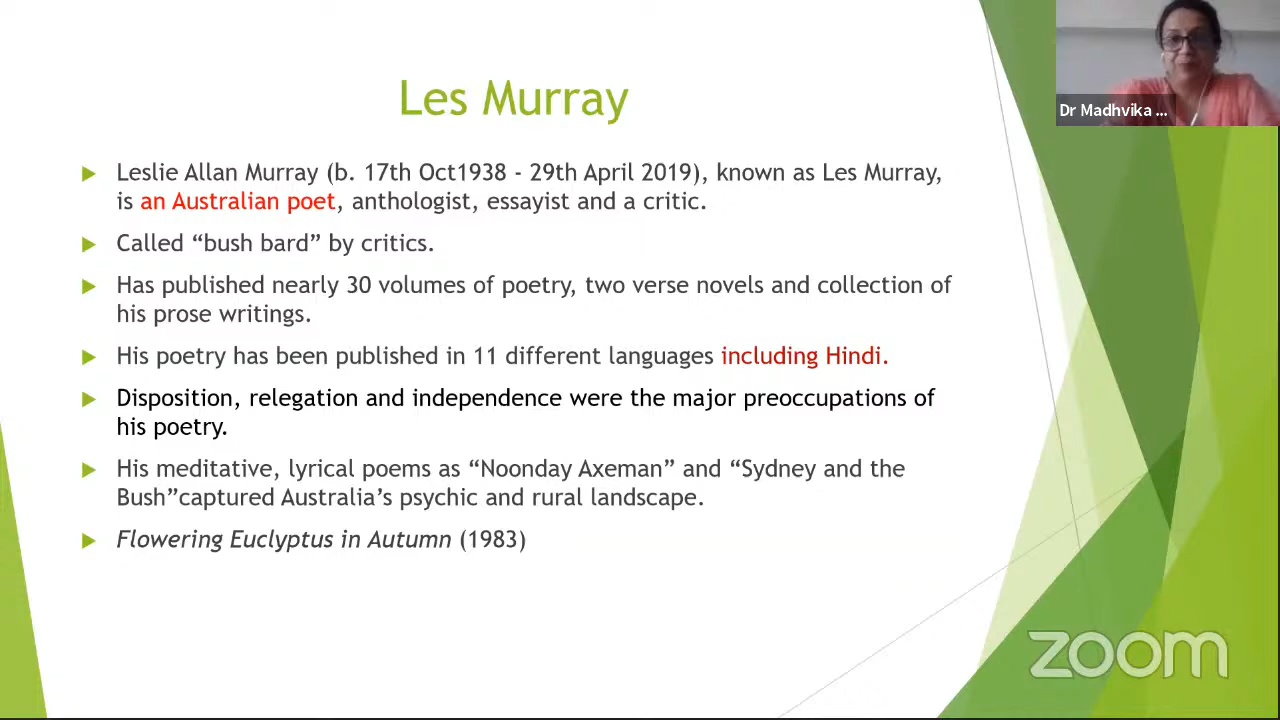 Les Murray
Leslie Allan Murray (b. 17th Oct1938 - 29th April 2019), known as Les Murray,
is an Australian poet, anthologist, essayist and a critic.
Called “bush bard” by critics.
Has published nearly 30 volumes of poetry, two verse novels and collection of
his prose writings.
His poetry has been published in 11 different languages including Hindi.
Disposition, relegation and independence were the major preoccupations of
his poetry.
His meditative, lyrical poems as “Noonday Axeman” and “Sydney and the
Bush”captured Australia’s psychic and rural landscape.
Flowering Euclyptus in Autumn (1983)
Dr Madhvika ...
zoom